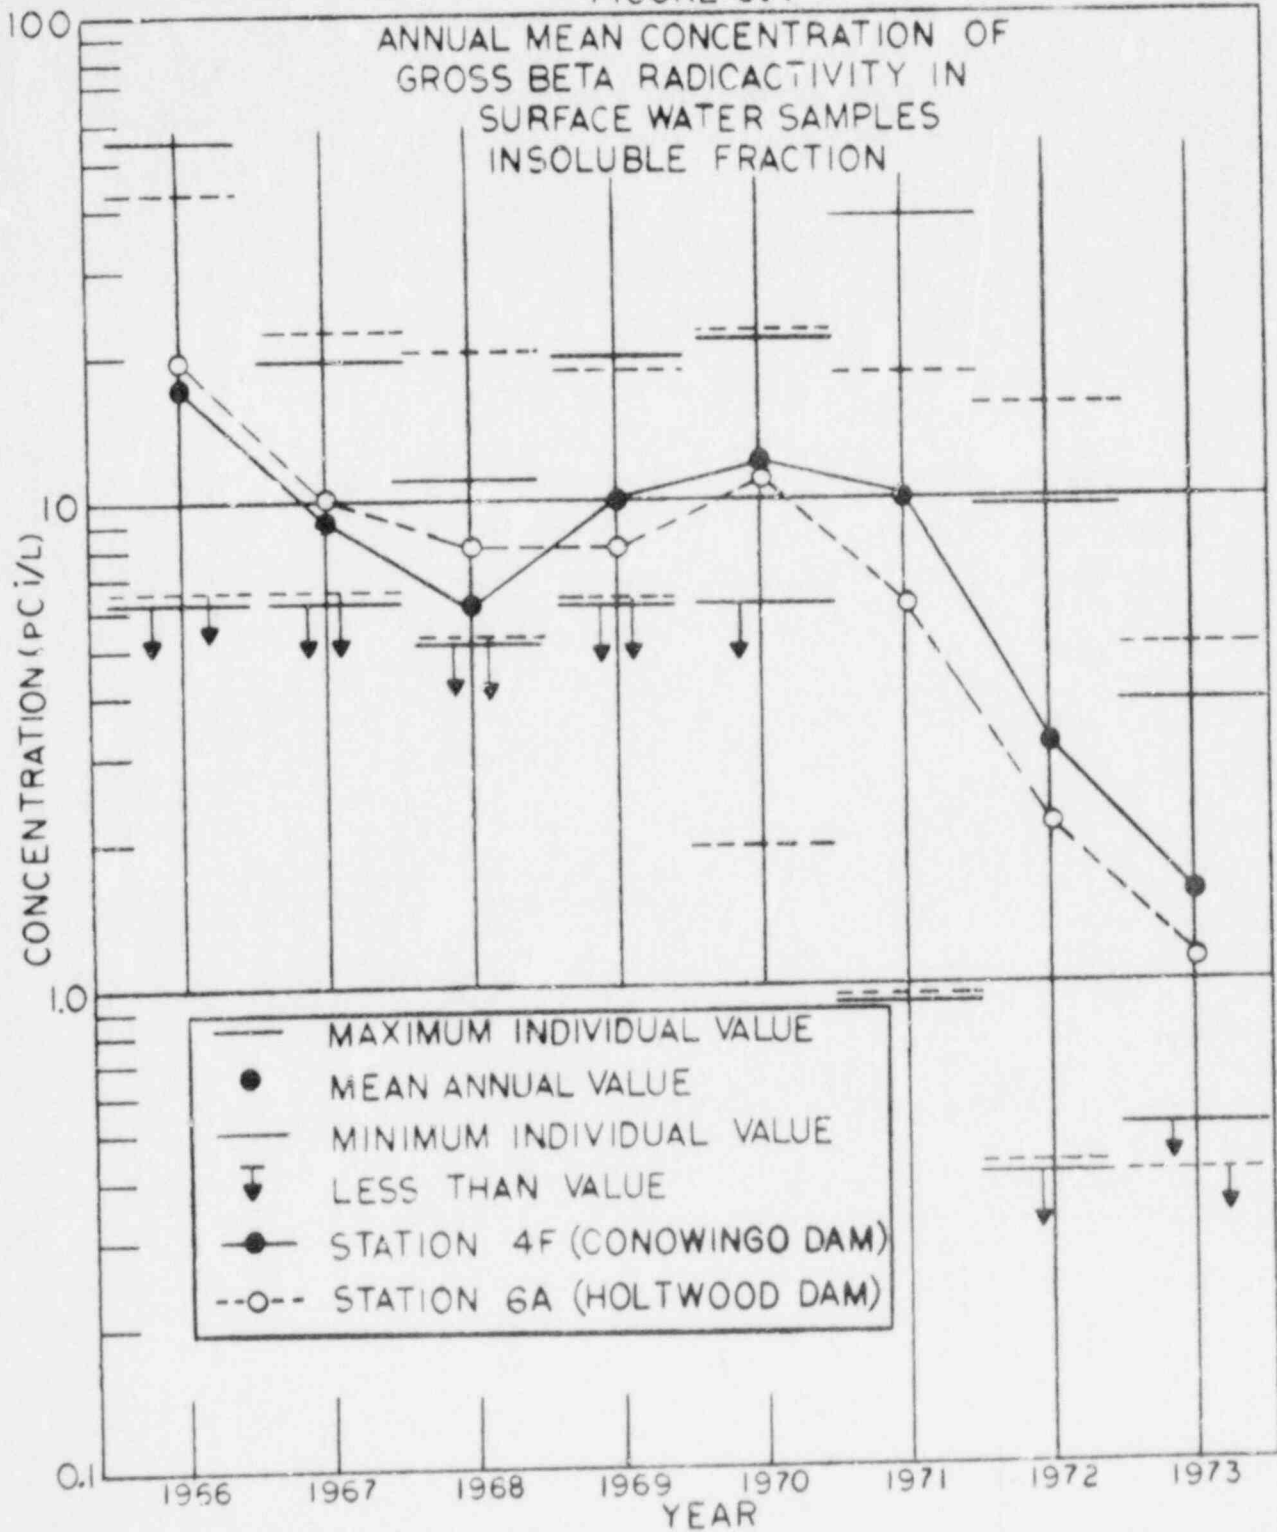 100
ANNUAL MEAN CONCENTRATION OF
GROSS BETA RADICACTIVITY IN
SURFACE WATER SAMPLES
INSOLUBLE FRACTION
10
1.0
0.1
CONCENTRATION (PCi/L)
MAXIMUM INDIVIDUAL VALUE
MEAN ANNUAL VALUE
MINIMUM INDIVIDUAL VALUE
LESS THAN VALUE
STATION 4F (CONOWINGO DAM)
STATION 6A (HOLTWOOD DAM)
1966 1967 1968 1969 1970 1971 1972 1973
YEAR